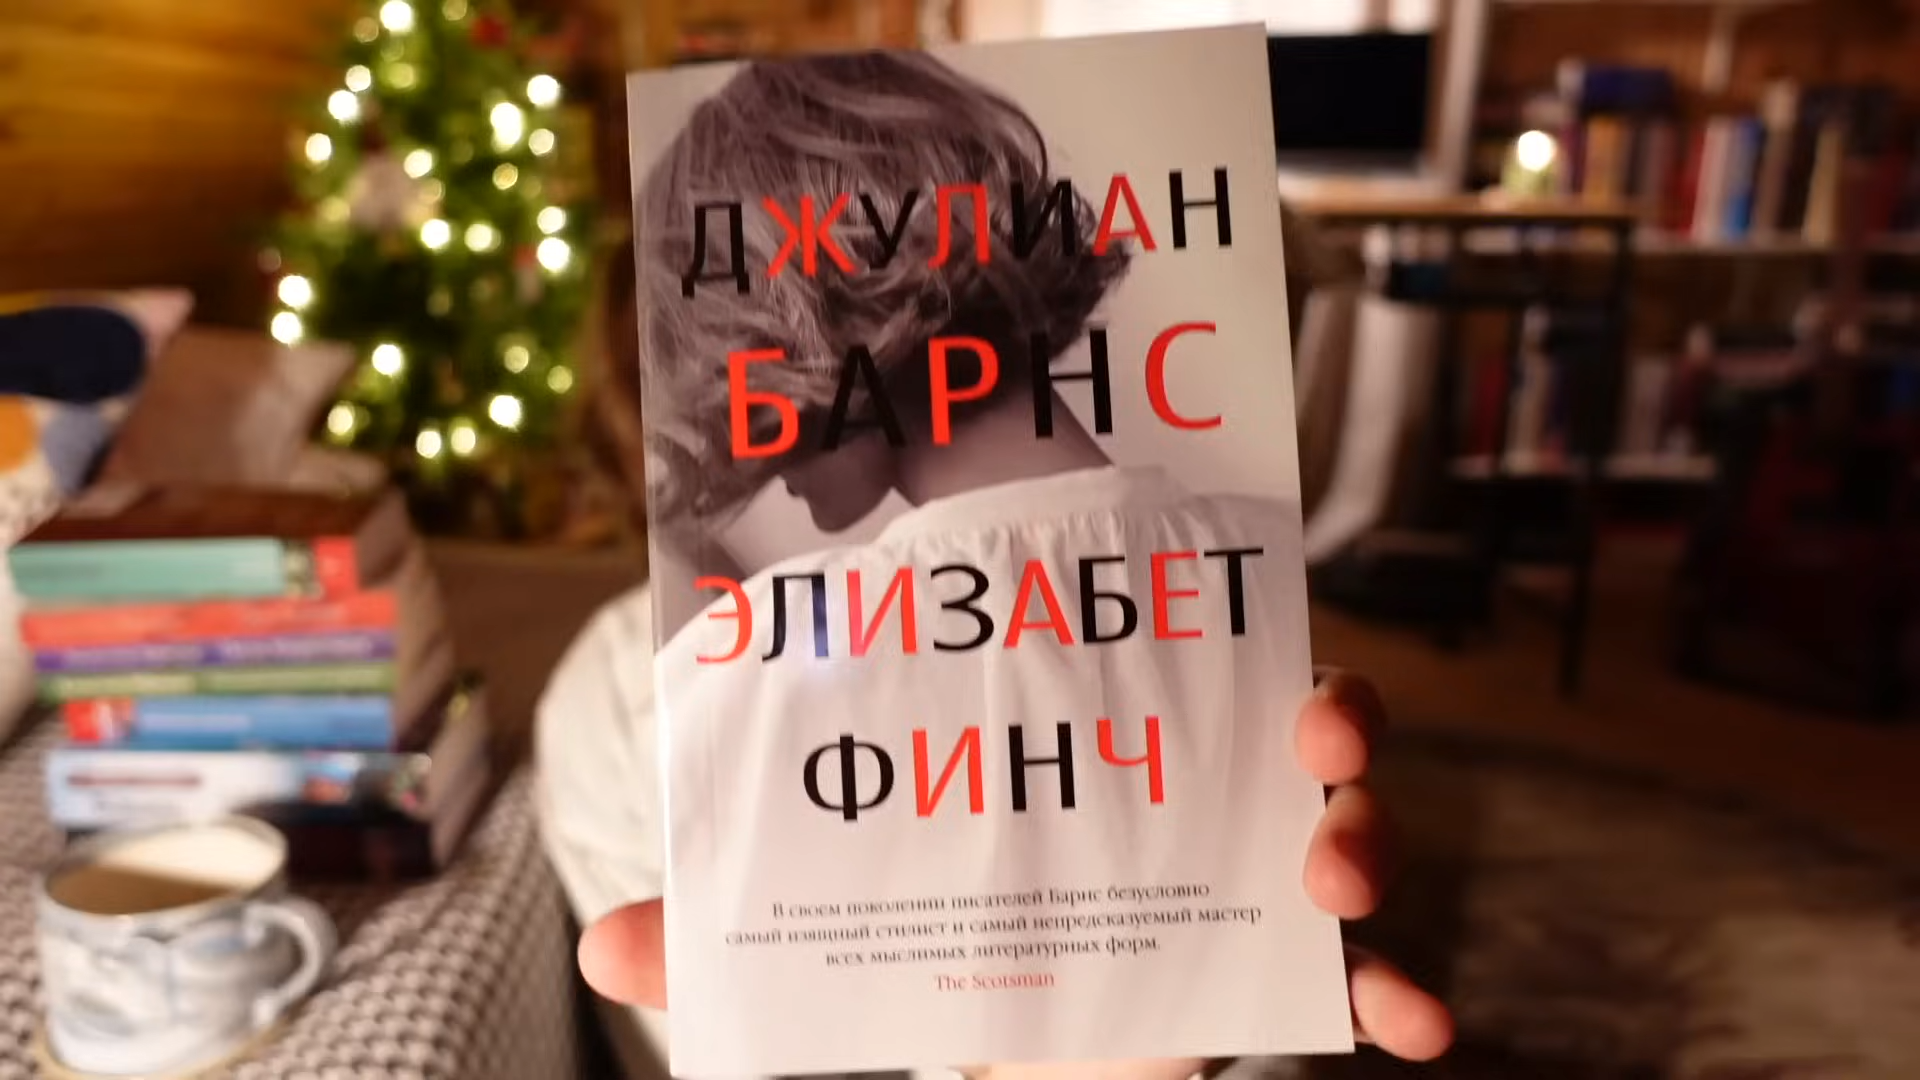 ДЖУЛИАН
БАРНС
ЭЛИЗАБЕТ
ФИНЧ
В своем поколении писателей Барнс безусловно
самый изящный стилист и самый непредсказуемый мастер
всех мыслимых литературных форм.
The Scotsman